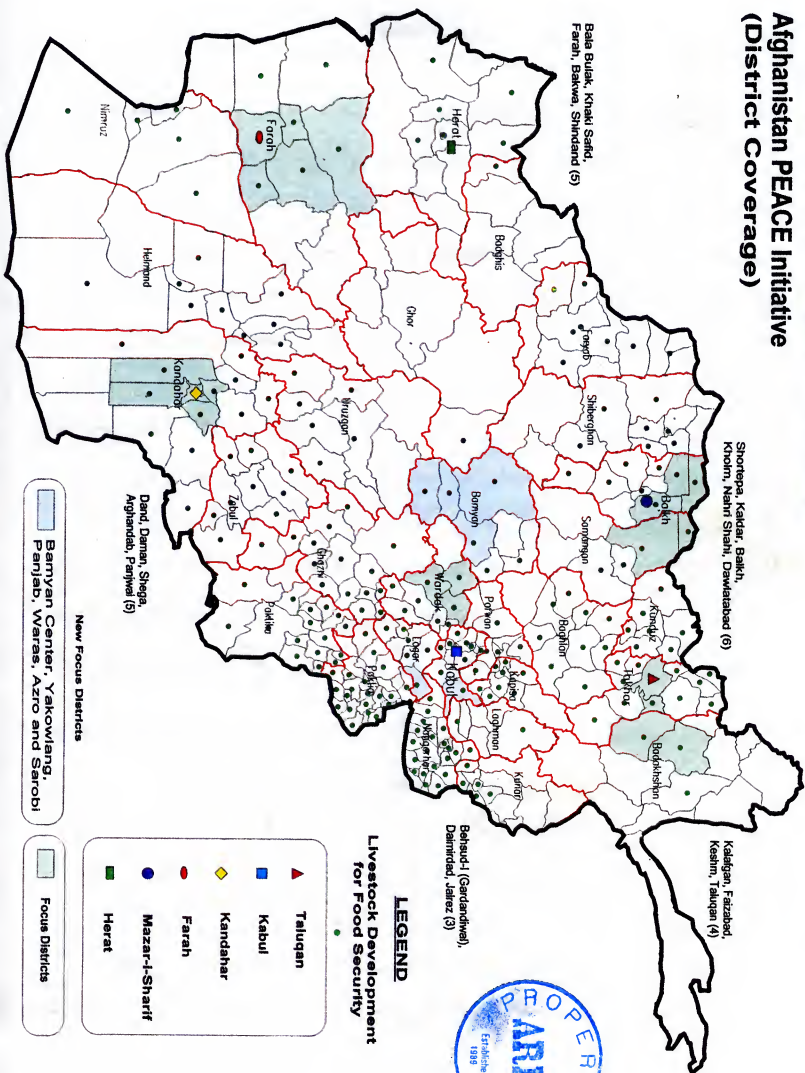 Afghanistan PEACE Initiative
(District Coverage)
Bala Bulak, Khaki Safid,
Farah, Bakwa, Shindand (5)
Shortepa, Kaldar, Balkh,
Kholm, Nahri Shahi, Dawlatabad (6)
Kalafgan, Faizabad,
Keshm, Taluqan (4)
Herat
Badghis
Faryab
Shiberghan
Balkh
Samangan
Kunduz
Takhar
Badakhshan
Baghlan
Farah
Ghor
Bamyan
Parwan
Kapisa
Laghman
Kunar
Wardak
Kabul
Logar
Nangarhar
Nimruz
Helmand
Uruzgan
Ghazni
Paktia
Kandahar
Zabul
Paktika
Behsud-I (Gardandiwal),
Daimirdad, Jalrez (3)
Dand, Daman, Shega,
Arghandab, Panjwai (5)
New Focus Districts
Bamyan Center, Yakowlang,
Panjab, Waras, Azro and Sarobi
Focus Districts
LEGEND
Livestock Development
for Food Security
Taluqan
Kabul
Kandahar
Farah
Mazar-I-Sharif
Herat
PROPER
Establishe
1989